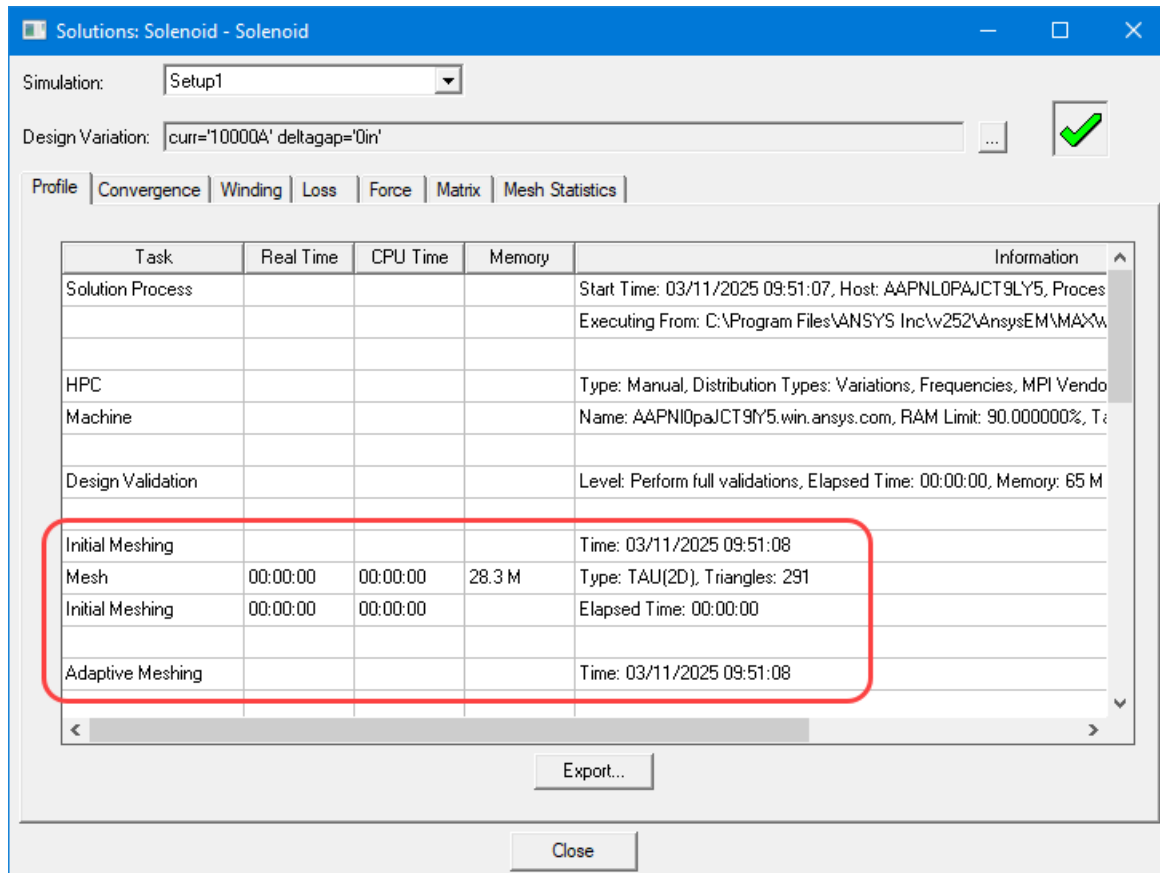 Solutions: Solenoid - Solenoid
Simulation: Setup1
Design Variation: curr='10000A' deltagap='0in' ...
Profile Convergence Winding Loss Force Matrix Mesh Statistics
Task Real Time CPU Time Memory Information
Solution Process Start Time: 03/11/2025 09:51:07, Host: AAPNL0PAJCT9LY5, Proces
Executing From: C:\Program Files\ANSYS Inc\v252\AnsysEM\MAXW
HPC Type: Manual, Distribution Types: Variations, Frequencies, MPI Vendo
Machine Name: AAPNl0paJCT9lY5.win.ansys.com, RAM Limit: 90.000000%, Ta
Design Validation Level: Perform full validations, Elapsed Time: 00:00:00, Memory: 65 M
Initial Meshing Time: 03/11/2025 09:51:08
Mesh 00:00:00 00:00:00 28.3 M Type: TAU(2D), Triangles: 291
Initial Meshing 00:00:00 00:00:00 Elapsed Time: 00:00:00
Adaptive Meshing Time: 03/11/2025 09:51:08
Export...
Close